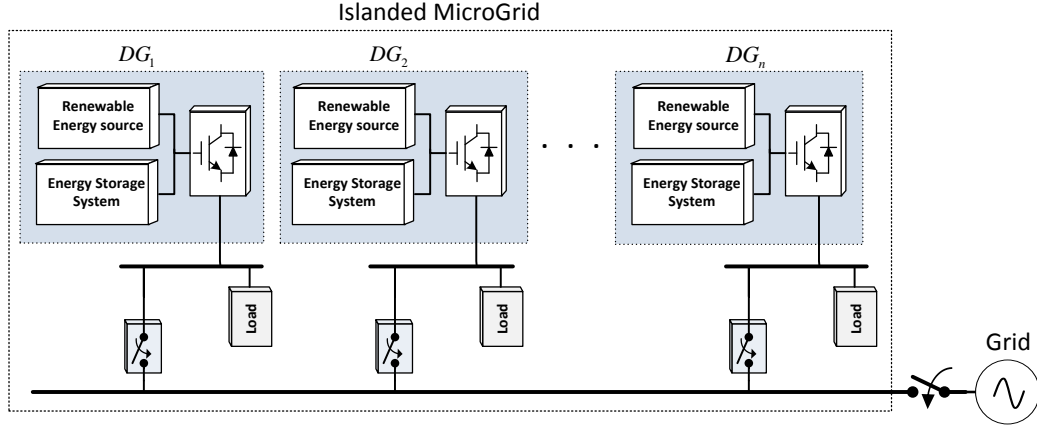 Islanded MicroGrid
DG₁
DG₂
DGₙ
Renewable
Energy source
Renewable
Energy source
. . .
Renewable
Energy source
Energy Storage
System
Energy Storage
System
Energy Storage
System
Load
Load
Load
Grid